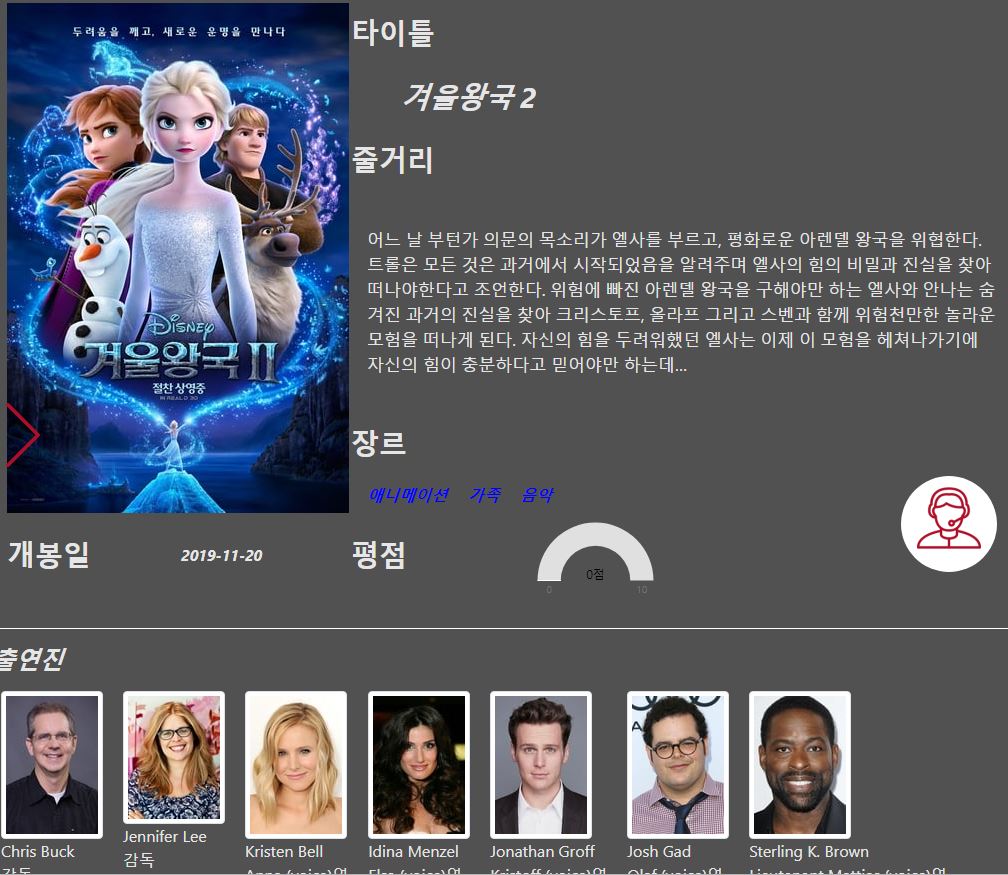 두려움을 깨고, 새로운 운명을 만나다
Disney
겨울왕국 II
절찬 상영중
IN REAL D 3D
타이틀
겨울왕국 2
줄거리
어느 날 부턴가 의문의 목소리가 엘사를 부르고, 평화로운 아렌델 왕국을 위협한다.
트롤은 모든 것은 과거에서 시작되었음을 알려주며 엘사의 힘의 비밀과 진실을 찾아
떠나야한다고 조언한다. 위험에 빠진 아렌델 왕국을 구해야만 하는 엘사와 안나는 숨
겨진 과거의 진실을 찾아 크리스토프, 올라프 그리고 스벤과 함께 위험천만한 놀라운
모험을 떠나게 된다. 자신의 힘을 두려워했던 엘사는 이제 이 모험을 헤쳐나가기에
자신의 힘이 충분하다고 믿어야만 하는데...
장르
애니메이션 가족 음악
개봉일 2019-11-20
평점
0점
0 10
출연진
Chris Buck
감독
Jennifer Lee
감독
Kristen Bell
Anna (voice)역
Idina Menzel
Elsa (voice)역
Jonathan Groff
Kristoff (voice)역
Josh Gad
Olaf (voice)역
Sterling K. Brown
Lieutenant Mattias (voice)역